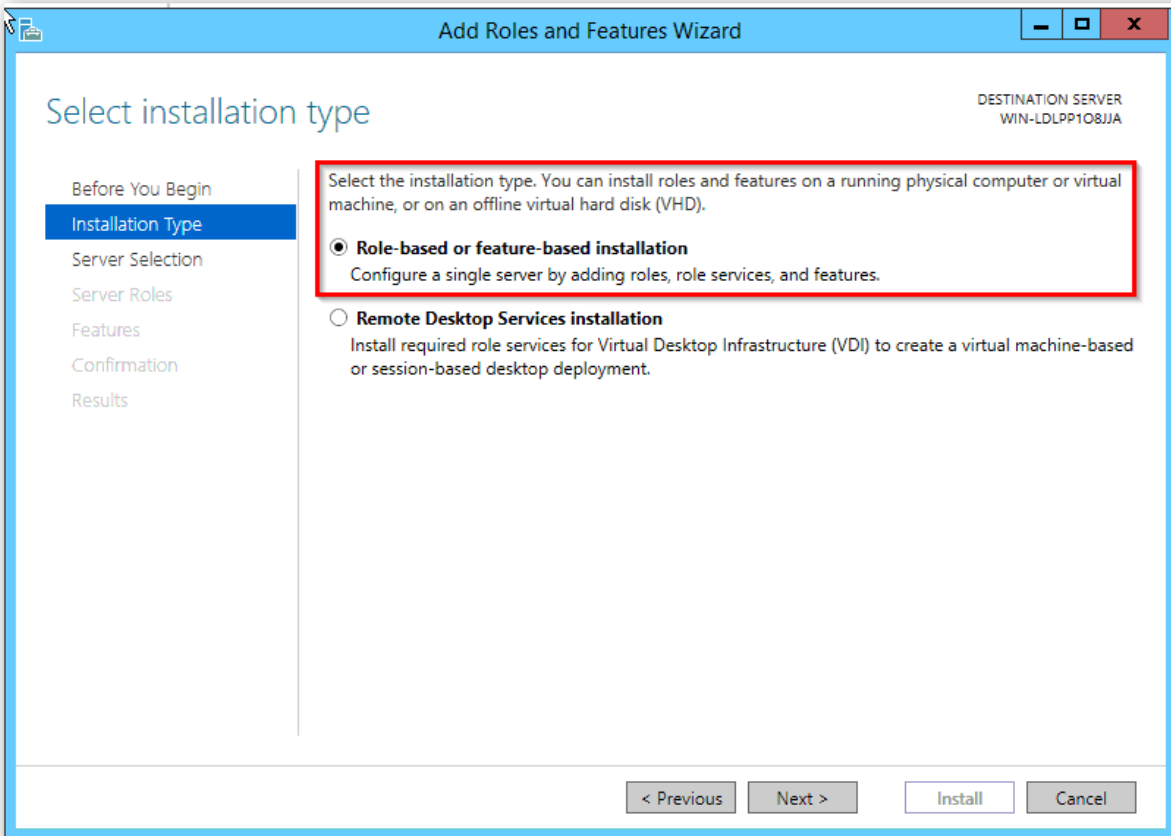 Add Roles and Features Wizard
Select installation type
DESTINATION SERVER
WIN-LDLPP1O8JJA
Before You Begin
Installation Type
Server Selection
Server Roles
Features
Confirmation
Results
Select the installation type. You can install roles and features on a running physical computer or virtual
machine, or on an offline virtual hard disk (VHD).
Role-based or feature-based installation
Configure a single server by adding roles, role services, and features.
Remote Desktop Services installation
Install required role services for Virtual Desktop Infrastructure (VDI) to create a virtual machine-based
or session-based desktop deployment.
< Previous Next > Install Cancel